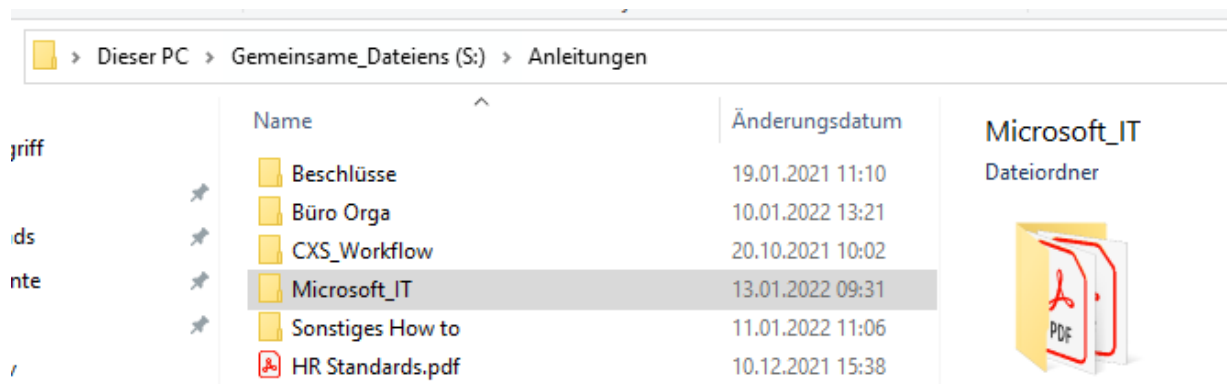 Dieser PC > Gemeinsame_Dateiens (S:) > Anleitungen
Name Änderungsdatum
griff
Beschlüsse 19.01.2021 11:10
Büro Orga 10.01.2022 13:21
ds
CXS_Workflow 20.10.2021 10:02
nte
Microsoft_IT 13.01.2022 09:31
Sonstiges How to 11.01.2022 11:06
HR Standards.pdf 10.12.2021 15:38
Microsoft_IT
Dateiordner
PDF